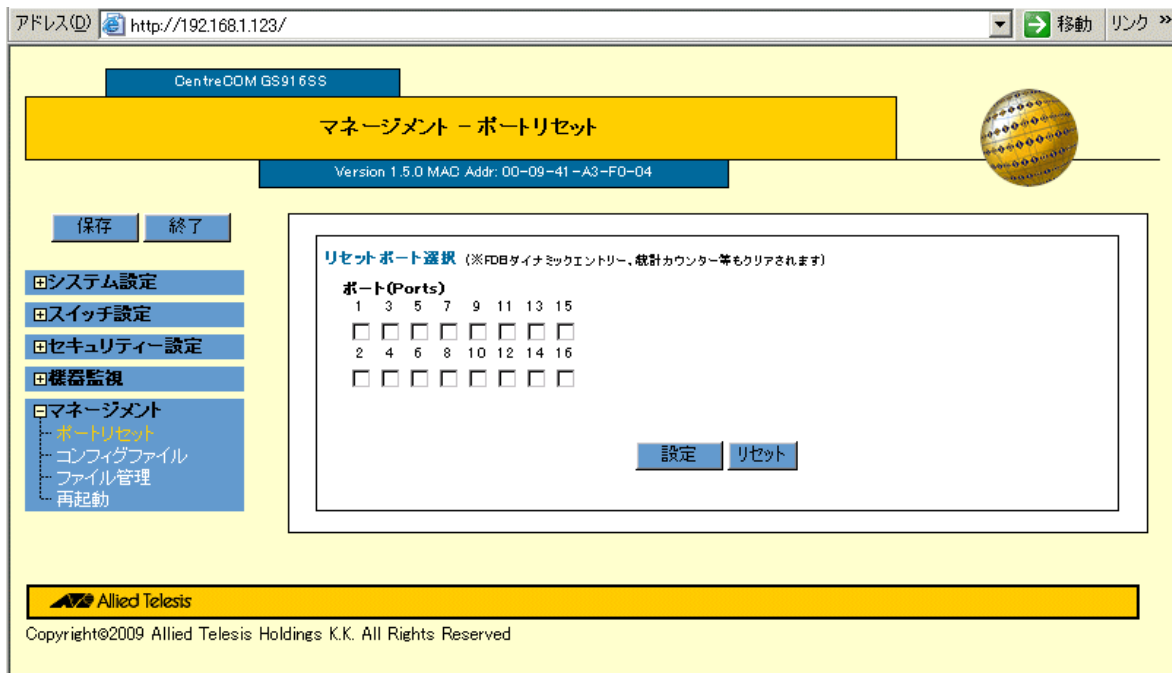 アドレス(D) http://192.168.1.123/ 移動 リンク »
CentreCOM GS916SS
マネージメント - ポートリセット
Version 1.5.0 MAC Addr: 00-09-41-A3-F0-04
保存 終了
システム設定
スイッチ設定
セキュリティー設定
機器監視
マネージメント
ポートリセット
コンフィグファイル
ファイル管理
再起動
リセットポート選択 (※FDBダイナミックエントリー、統計カウンター等もクリアされます)
ポート(Ports)
1 3 5 7 9 11 13 15
2 4 6 8 10 12 14 16
設定 リセット
Allied Telesis
Copyright©2009 Allied Telesis Holdings K.K. All Rights Reserved